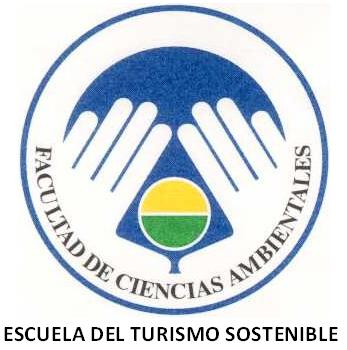 FACULTAD DE CIENCIAS AMBIENTALES
ESCUELA DEL TURISMO SOSTENIBLE